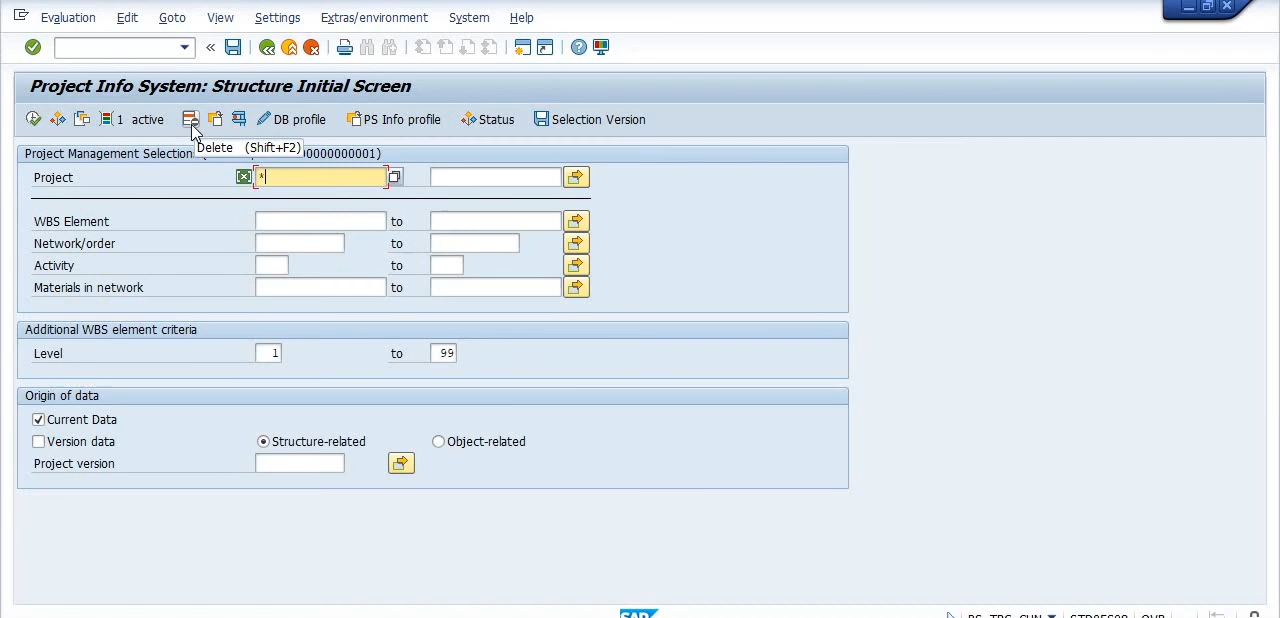 Evaluation Edit Goto View Settings Extras/environment System Help
«
Project Info System: Structure Initial Screen
1 active DB profile PS Info profile Status Selection Version
Delete (Shift+F2)
Project Management Selection 00000000001)
Project *
WBS Element to
Network/order to
Activity to
Materials in network to
Additional WBS element criteria
Level 1 to 99
Origin of data
Current Data
Version data Structure-related Object-related
Project version
SAP